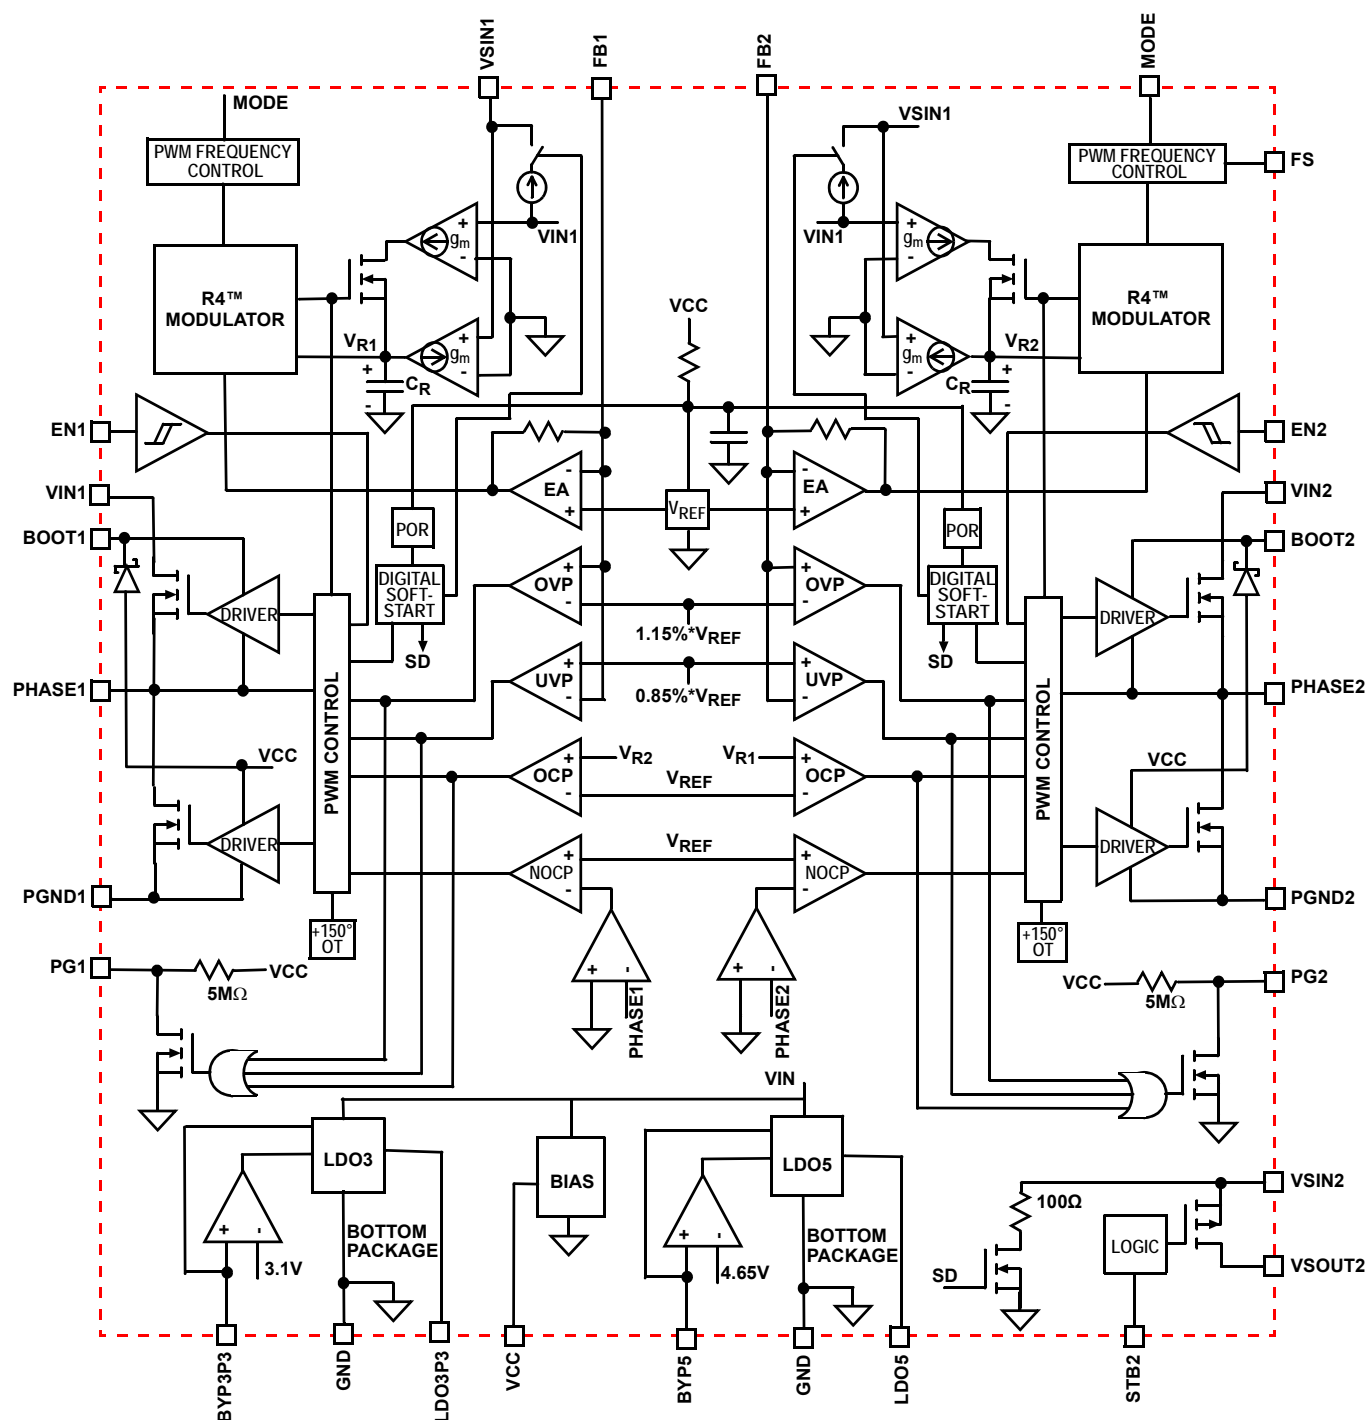 VSIN1
FB1
FB2
MODE
MODE
VSIN1
PWM FREQUENCY
CONTROL
PWM FREQUENCY
CONTROL
FS
+
gm
-
VIN1
VIN1
+
gm
-
R4™
MODULATOR
R4™
MODULATOR
VCC
VR1
+
gm
-
+
gm
-
VR2
+
CR
-
+
CR
-
EN1
EN2
-
EA
+
VREF
-
EA
+
VIN1
VIN2
POR
POR
BOOT1
BOOT2
DRIVER
DIGITAL
SOFT-
START
+
OVP
-
+
OVP
-
DIGITAL
SOFT-
START
DRIVER
1.15%*VREF
SD
SD
PHASE1
+
UVP
-
+
UVP
-
PHASE2
0.85%*VREF
PWM CONTROL
PWM CONTROL
VCC
VR2
VR1
VCC
+
OCP
-
VREF
+
OCP
-
DRIVER
DRIVER
VREF
+
NOCP
-
+
NOCP
-
PGND1
PGND2
+150°
OT
+150°
OT
PG1
VCC
5MΩ
+
-
PHASE1
+
-
PHASE2
VCC
5MΩ
PG2
VIN
LDO3
BIAS
LDO5
+
-
3.1V
BOTTOM
PACKAGE
+
-
4.65V
BOTTOM
PACKAGE
100Ω
VSIN2
LOGIC
VSOUT2
SD
BYP3P3
GND
LDO3P3
VCC
BYP5
GND
LDO5
STB2